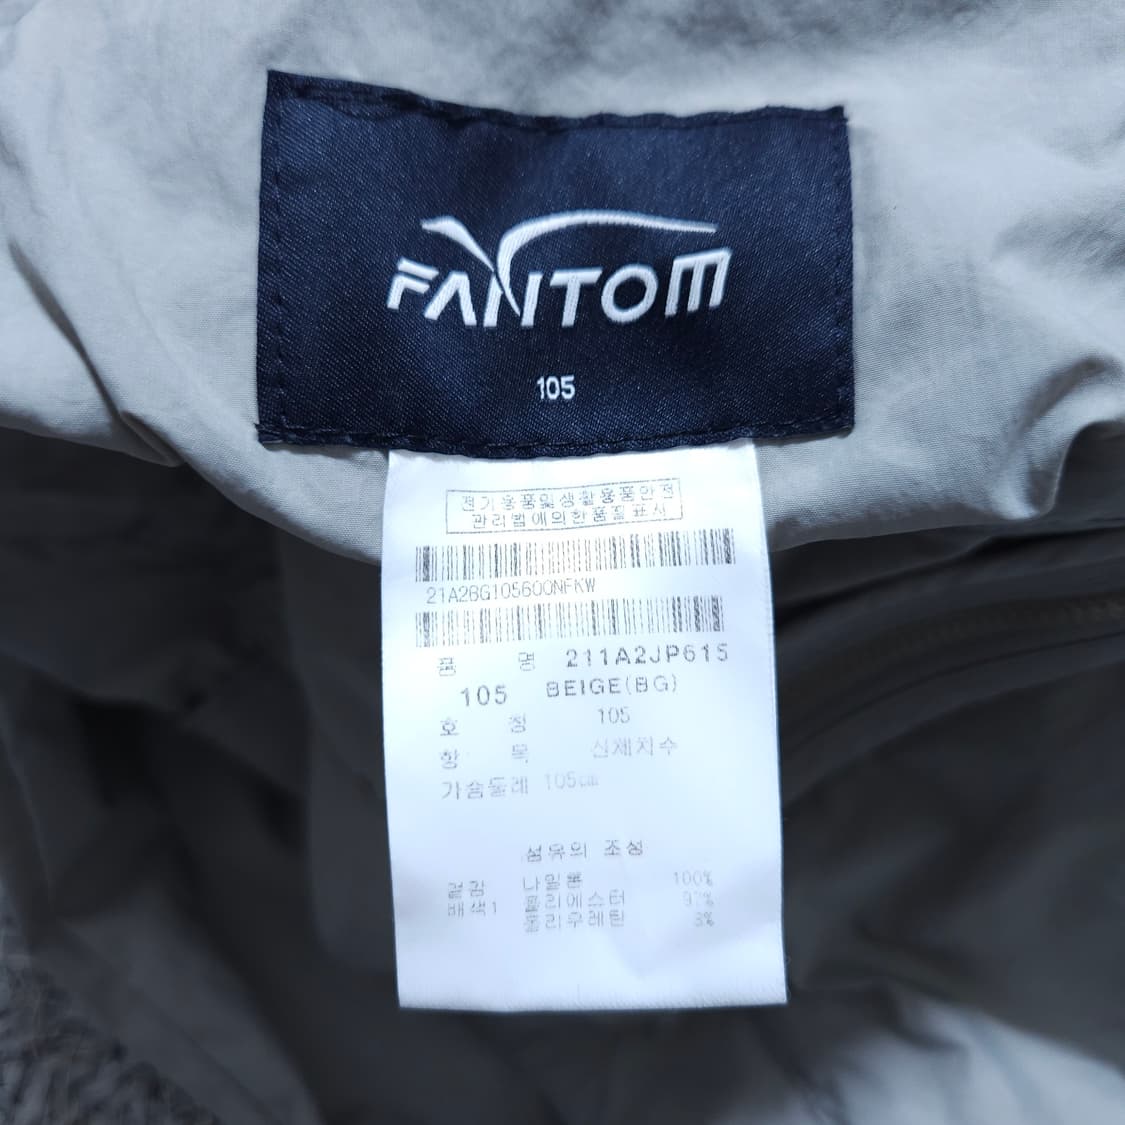 FANTOM
105
전기용품및생활용품안전
관리법에의한품질표시
21A2BG105600NFKW
품 명 211A2JP615
105 BEIGE(BG)
호 칭 105
항 목 신체치수
가슴둘레 105cm
섬유의 조성
겉감 나일론 100%
배색1 폴리에스터 97%
폴리우레탄 3%